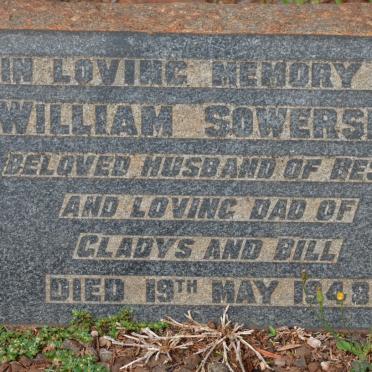 IN LOVING MEMORY
WILLIAM SOWERS
BELOVED HUSBAND OF
AND LOVING DAD OF
GLADYS AND BILL
DIED 19TH MAY 1948